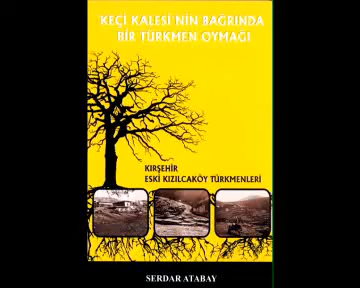 KEÇİ KALESİ'NİN BAĞRINDA
BİR TÜRKMEN OYMAĞI
KIRŞEHİR
ESKİ KIZILCAKÖY TÜRKMENLERİ
SERDAR ATABAY